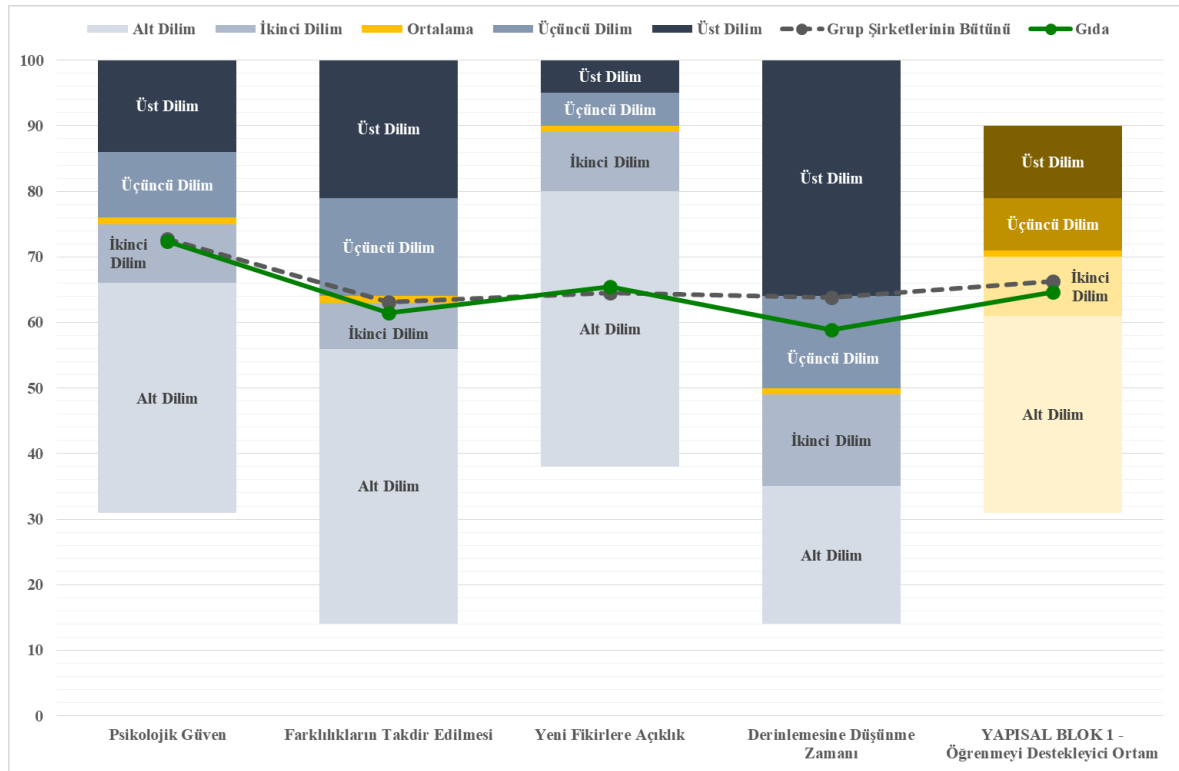 Alt Dilim İkinci Dilim Ortalama Üçüncü Dilim Üst Dilim Grup Şirketlerinin Bütünü Gıda
100
90
80
70
60
50
40
30
20
10
0
Üst Dilim
Üçüncü Dilim
İkinci
Dilim
Alt Dilim
Üst Dilim
Üçüncü Dilim
İkinci Dilim
Alt Dilim
Üst Dilim
Üçüncü Dilim
İkinci Dilim
Alt Dilim
Üst Dilim
Üçüncü Dilim
İkinci Dilim
Alt Dilim
Üst Dilim
Üçüncü Dilim
İkinci
Dilim
Alt Dilim
Psikolojik Güven
Farklılıkların Takdir Edilmesi
Yeni Fikirlere Açıklık
Derinlemesine Düşünme
Zamanı
YAPISAL BLOK 1 -
Öğrenmeyi Destekleyici Ortam